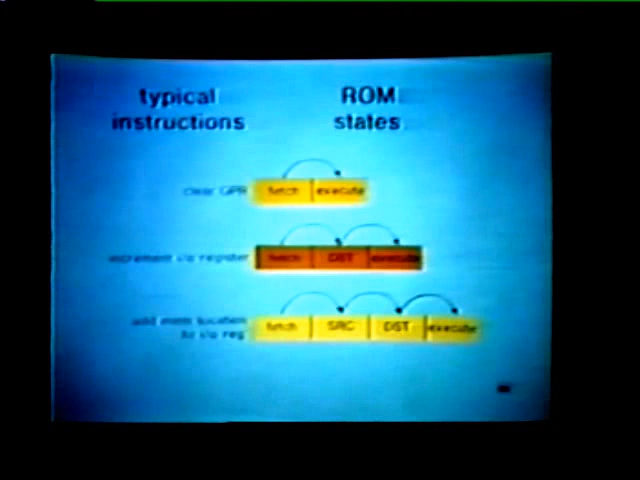 typical
instructions
ROM
states
clear GPR
fetch execute
increment i/o register
fetch DST execute
add mem location
to i/o reg
fetch SRC DST execute